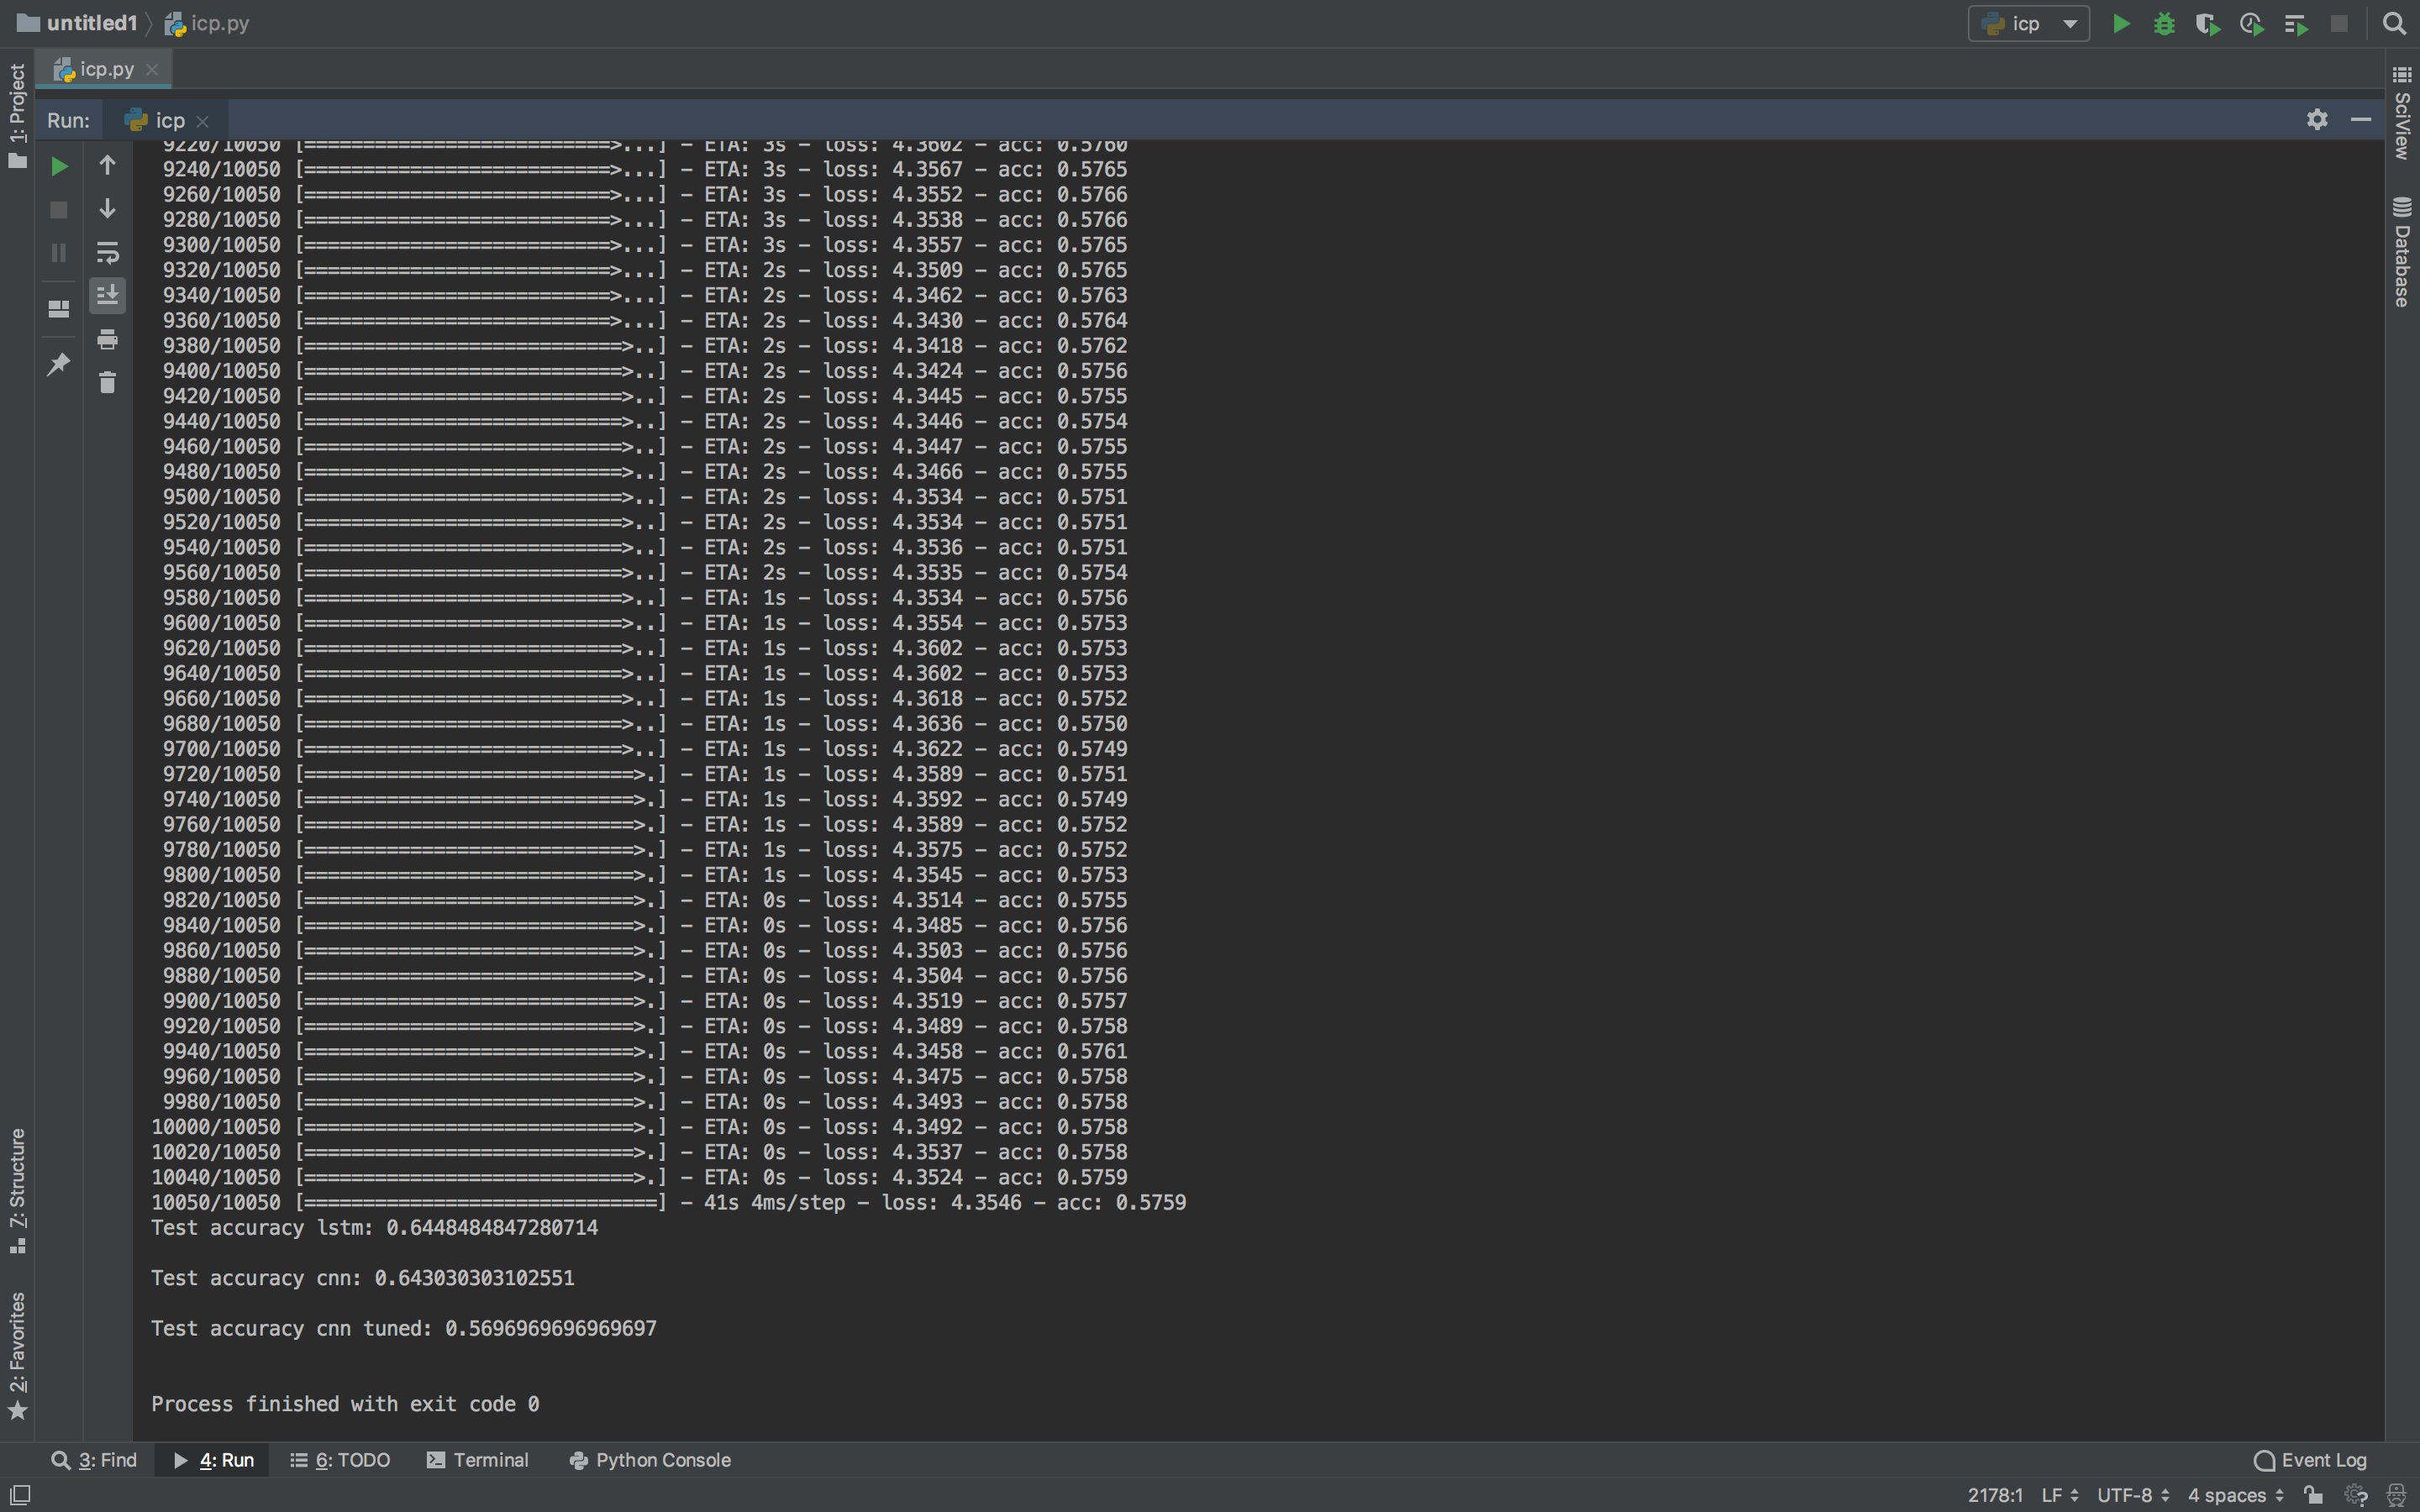 untitled1 icp.py
icp
icp.py
1: Project
SciView
Database
Run: icp
9220/10050 [==========================>...] - ETA: 3s - loss: 4.3602 - acc: 0.5760
9240/10050 [==========================>...] - ETA: 3s - loss: 4.3567 - acc: 0.5765
9260/10050 [==========================>...] - ETA: 3s - loss: 4.3552 - acc: 0.5766
9280/10050 [==========================>...] - ETA: 3s - loss: 4.3538 - acc: 0.5766
9300/10050 [==========================>...] - ETA: 3s - loss: 4.3557 - acc: 0.5765
9320/10050 [==========================>...] - ETA: 2s - loss: 4.3509 - acc: 0.5765
9340/10050 [==========================>...] - ETA: 2s - loss: 4.3462 - acc: 0.5763
9360/10050 [==========================>...] - ETA: 2s - loss: 4.3430 - acc: 0.5764
9380/10050 [===========================>..] - ETA: 2s - loss: 4.3418 - acc: 0.5762
9400/10050 [===========================>..] - ETA: 2s - loss: 4.3424 - acc: 0.5756
9420/10050 [===========================>..] - ETA: 2s - loss: 4.3445 - acc: 0.5755
9440/10050 [===========================>..] - ETA: 2s - loss: 4.3446 - acc: 0.5754
9460/10050 [===========================>..] - ETA: 2s - loss: 4.3447 - acc: 0.5755
9480/10050 [===========================>..] - ETA: 2s - loss: 4.3466 - acc: 0.5755
9500/10050 [===========================>..] - ETA: 2s - loss: 4.3534 - acc: 0.5751
9520/10050 [===========================>..] - ETA: 2s - loss: 4.3534 - acc: 0.5751
9540/10050 [===========================>..] - ETA: 2s - loss: 4.3536 - acc: 0.5751
9560/10050 [===========================>..] - ETA: 2s - loss: 4.3535 - acc: 0.5754
9580/10050 [===========================>..] - ETA: 1s - loss: 4.3534 - acc: 0.5756
9600/10050 [===========================>..] - ETA: 1s - loss: 4.3554 - acc: 0.5753
9620/10050 [===========================>..] - ETA: 1s - loss: 4.3602 - acc: 0.5753
9640/10050 [===========================>..] - ETA: 1s - loss: 4.3602 - acc: 0.5753
9660/10050 [===========================>..] - ETA: 1s - loss: 4.3618 - acc: 0.5752
9680/10050 [===========================>..] - ETA: 1s - loss: 4.3636 - acc: 0.5750
9700/10050 [===========================>..] - ETA: 1s - loss: 4.3622 - acc: 0.5749
9720/10050 [============================>.] - ETA: 1s - loss: 4.3589 - acc: 0.5751
9740/10050 [============================>.] - ETA: 1s - loss: 4.3592 - acc: 0.5749
9760/10050 [============================>.] - ETA: 1s - loss: 4.3589 - acc: 0.5752
9780/10050 [============================>.] - ETA: 1s - loss: 4.3575 - acc: 0.5752
9800/10050 [============================>.] - ETA: 1s - loss: 4.3545 - acc: 0.5753
9820/10050 [============================>.] - ETA: 0s - loss: 4.3514 - acc: 0.5755
9840/10050 [============================>.] - ETA: 0s - loss: 4.3485 - acc: 0.5756
9860/10050 [============================>.] - ETA: 0s - loss: 4.3503 - acc: 0.5756
9880/10050 [============================>.] - ETA: 0s - loss: 4.3504 - acc: 0.5756
9900/10050 [============================>.] - ETA: 0s - loss: 4.3519 - acc: 0.5757
9920/10050 [============================>.] - ETA: 0s - loss: 4.3489 - acc: 0.5758
9940/10050 [============================>.] - ETA: 0s - loss: 4.3458 - acc: 0.5761
9960/10050 [============================>.] - ETA: 0s - loss: 4.3475 - acc: 0.5758
9980/10050 [============================>.] - ETA: 0s - loss: 4.3493 - acc: 0.5758
10000/10050 [============================>.] - ETA: 0s - loss: 4.3492 - acc: 0.5758
10020/10050 [============================>.] - ETA: 0s - loss: 4.3537 - acc: 0.5758
10040/10050 [============================>.] - ETA: 0s - loss: 4.3524 - acc: 0.5759
10050/10050 [==============================] - 41s 4ms/step - loss: 4.3546 - acc: 0.5759
Test accuracy lstm: 0.6448484847280714
Test accuracy cnn: 0.643030303102551
Test accuracy cnn tuned: 0.5696969696969697
Process finished with exit code 0
7: Structure
2: Favorites
3: Find 4: Run 6: TODO Terminal Python Console Event Log
2178:1 LF UTF-8 4 spaces